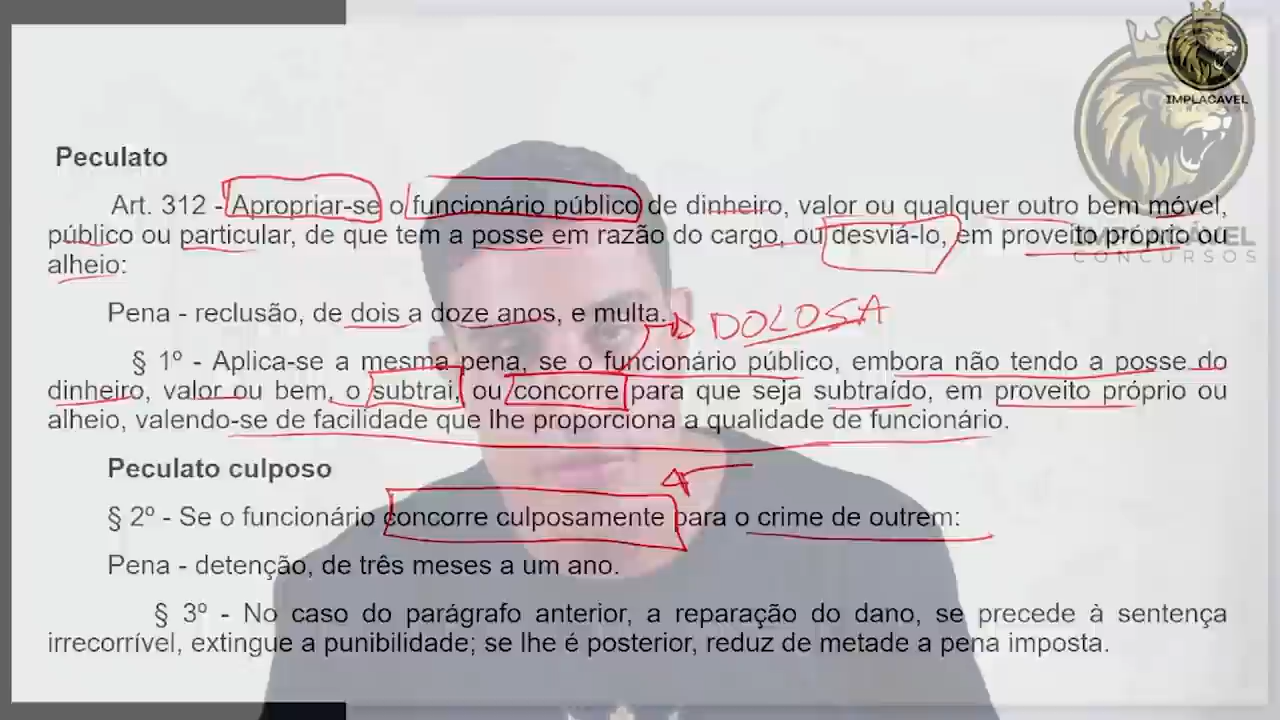 IMPLACÁVEL
CONCURSOS
IMPLACÁVEL
CONCURSOS
Peculato
Art. 312 - Apropriar-se o funcionário público de dinheiro, valor ou qualquer outro bem móvel,
público ou particular, de que tem a posse em razão do cargo, ou desviá-lo, em proveito próprio ou
alheio:
Pena - reclusão, de dois a doze anos, e multa.
DOLOSA
§ 1º - Aplica-se a mesma pena, se o funcionário público, embora não tendo a posse do
dinheiro, valor ou bem, o subtrai, ou concorre para que seja subtraído, em proveito próprio ou
alheio, valendo-se de facilidade que lhe proporciona a qualidade de funcionário.
Peculato culposo
§ 2º - Se o funcionário concorre culposamente para o crime de outrem:
Pena - detenção, de três meses a um ano.
§ 3º - No caso do parágrafo anterior, a reparação do dano, se precede à sentença
irrecorrível, extingue a punibilidade; se lhe é posterior, reduz de metade a pena imposta.